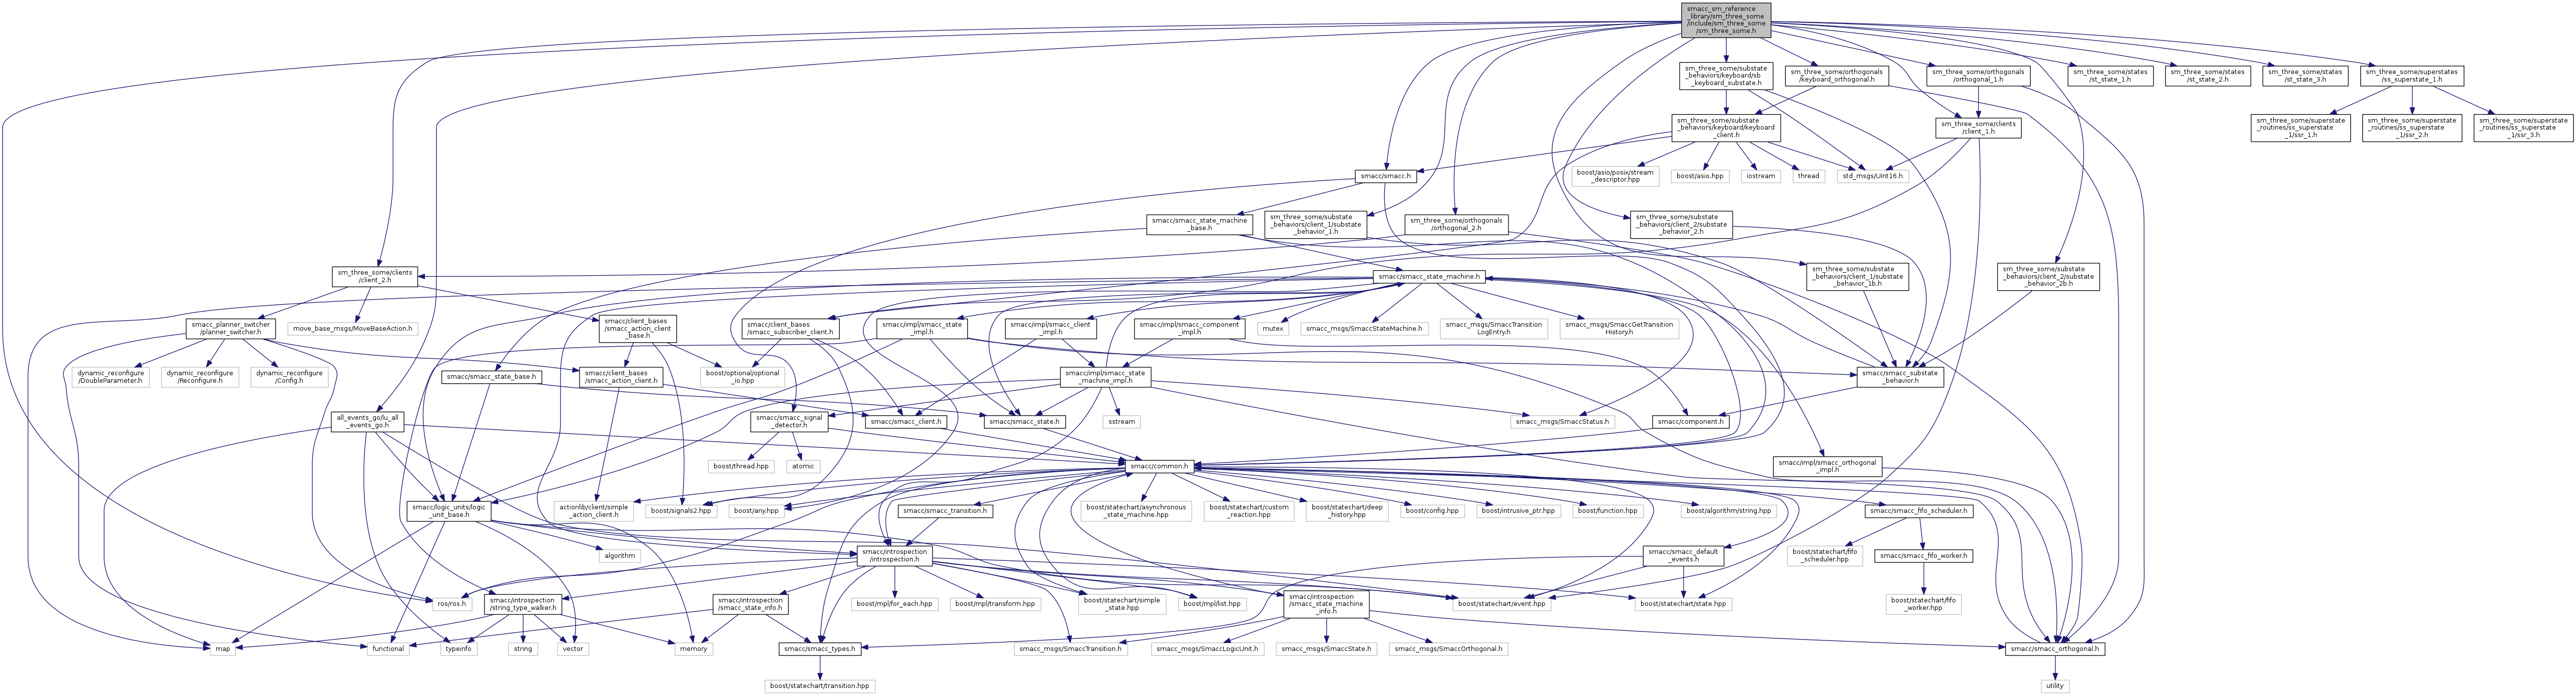 smacc_sm_reference
_library/sm_three_some
/include/sm_three_some
/sm_three_some.h
sm_three_some/substate
_behaviors/keyboard/sb
_keyboard_substate.h
sm_three_some/orthogonals
/keyboard_orthogonal.h
sm_three_some/orthogonals
/orthogonal_1.h
sm_three_some/states
/st_state_1.h
sm_three_some/states
/st_state_2.h
sm_three_some/states
/st_state_3.h
sm_three_some/superstates
/ss_superstate_1.h
sm_three_some/substate
_behaviors/keyboard/keyboard
_client.h
sm_three_some/clients
/client_1.h
sm_three_some/superstate
_routines/ss_superstate
_1/ssr_1.h
sm_three_some/superstate
_routines/ss_superstate
_1/ssr_2.h
sm_three_some/superstate
_routines/ss_superstate
_1/ssr_3.h
smacc/smacc.h
boost/asio/posix/stream
_descriptor.hpp
boost/asio.hpp
iostream
thread
std_msgs/UInt16.h
smacc/smacc_state_machine
_base.h
sm_three_some/substate
_behaviors/client_1/substate
_behavior_1.h
sm_three_some/orthogonals
/orthogonal_2.h
sm_three_some/substate
_behaviors/client_2/substate
_behavior_2.h
sm_three_some/clients
/client_2.h
smacc/smacc_state_machine.h
sm_three_some/substate
_behaviors/client_1/substate
_behavior_1b.h
sm_three_some/substate
_behaviors/client_2/substate
_behavior_2b.h
smacc_planner_switcher
/planner_switcher.h
move_base_msgs/MoveBaseAction.h
smacc/client_bases
/smacc_action_client
_base.h
smacc/client_bases
/smacc_subscriber_client.h
smacc/impl/smacc_state
_impl.h
smacc/impl/smacc_client
_impl.h
smacc/impl/smacc_component
_impl.h
mutex
smacc_msgs/SmaccStateMachine.h
smacc_msgs/SmaccTransition
LogEntry.h
smacc_msgs/SmaccGetTransition
History.h
dynamic_reconfigure
/DoubleParameter.h
dynamic_reconfigure
/Reconfigure.h
dynamic_reconfigure
/Config.h
smacc/smacc_state_base.h
smacc/client_bases
/smacc_action_client.h
boost/optional/optional
_io.hpp
smacc/impl/smacc_state
_machine_impl.h
smacc/smacc_substate
_behavior.h
all_events_go/lu_all
_events_go.h
smacc/smacc_signal
_detector.h
smacc/smacc_client.h
smacc/smacc_state.h
sstream
smacc_msgs/SmaccStatus.h
smacc/component.h
boost/thread.hpp
atomic
smacc/common.h
smacc/impl/smacc_orthogonal
_impl.h
smacc/logic_units/logic
_unit_base.h
actionlib/client/simple
_action_client.h
boost/signals2.hpp
boost/any.hpp
smacc/smacc_transition.h
boost/statechart/asynchronous
_state_machine.hpp
boost/statechart/custom
_reaction.hpp
boost/statechart/deep
_history.hpp
boost/config.hpp
boost/intrusive_ptr.hpp
boost/function.hpp
boost/algorithm/string.hpp
smacc/smacc_fifo_scheduler.h
algorithm
smacc/introspection
/introspection.h
smacc/smacc_default
_events.h
boost/statechart/fifo
_scheduler.hpp
smacc/smacc_fifo_worker.h
ros/ros.h
smacc/introspection
/string_type_walker.h
smacc/introspection
/smacc_state_info.h
boost/mpl/for_each.hpp
boost/mpl/transform.hpp
boost/statechart/simple
_state.hpp
boost/mpl/list.hpp
smacc/introspection
/smacc_state_machine
_info.h
boost/statechart/event.hpp
boost/statechart/state.hpp
boost/statechart/fifo
_worker.hpp
map
functional
typeinfo
string
vector
memory
smacc/smacc_types.h
smacc_msgs/SmaccTransition.h
smacc_msgs/SmaccLogicUnit.h
smacc_msgs/SmaccState.h
smacc_msgs/SmaccOrthogonal.h
smacc/smacc_orthogonal.h
boost/statechart/transition.hpp
utility